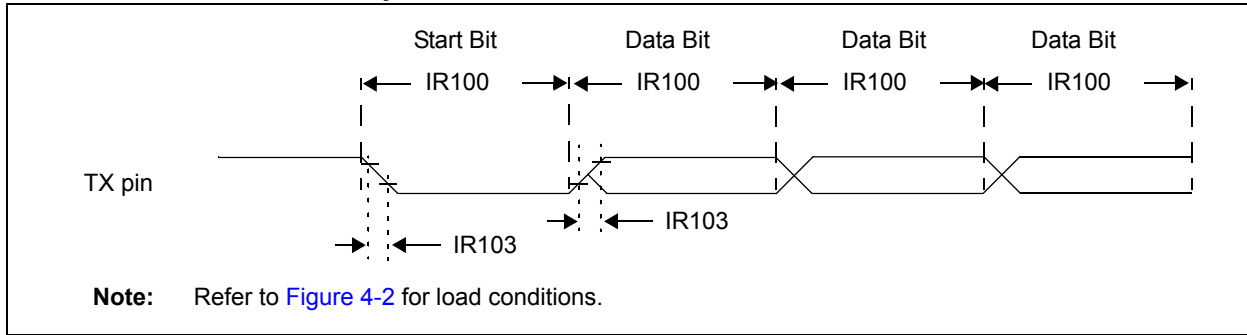 Start Bit Data Bit Data Bit Data Bit
IR100 IR100 IR100 IR100
TX pin
IR103
IR103
Note: Refer to Figure 4-2 for load conditions.